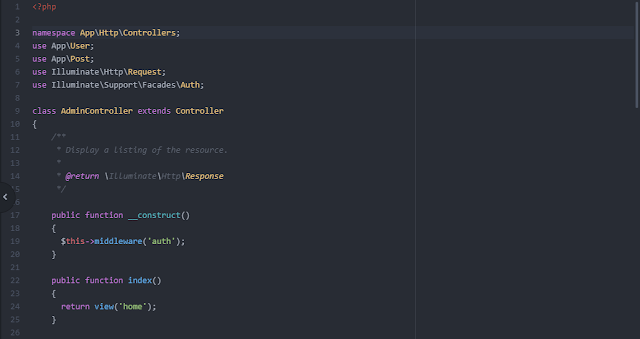 1 <?php
2
3 namespace App\Http\Controllers;
4 use App\User;
5 use App\Post;
6 use Illuminate\Http\Request;
7 use Illuminate\Support\Facades\Auth;
8
9 class AdminController extends Controller
10 {
11 /**
12 * Display a listing of the resource.
13 *
14 * @return \Illuminate\Http\Response
15 */
16
17 public function __construct()
18 {
19 $this->middleware('auth');
20 }
21
22 public function index()
23 {
24 return view('home');
25 }
26